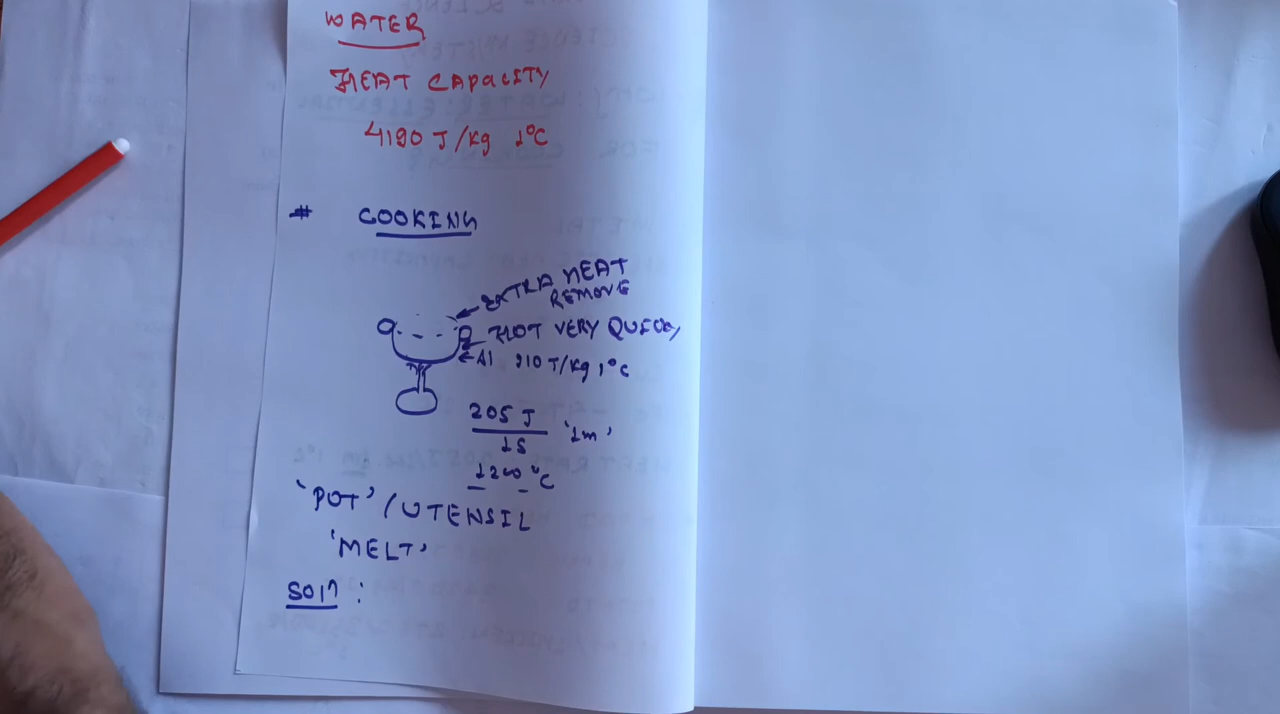 WATER
HEAT CAPACITY
4190 J/Kg 1°C
# COOKING
EXTRA HEAT
REMOVE
HOT VERY
Al 910 J/Kg 1°C
205 J
1S
'1m'
1200 °C
'POT' / UTENSIL
'MELT'
Soln :